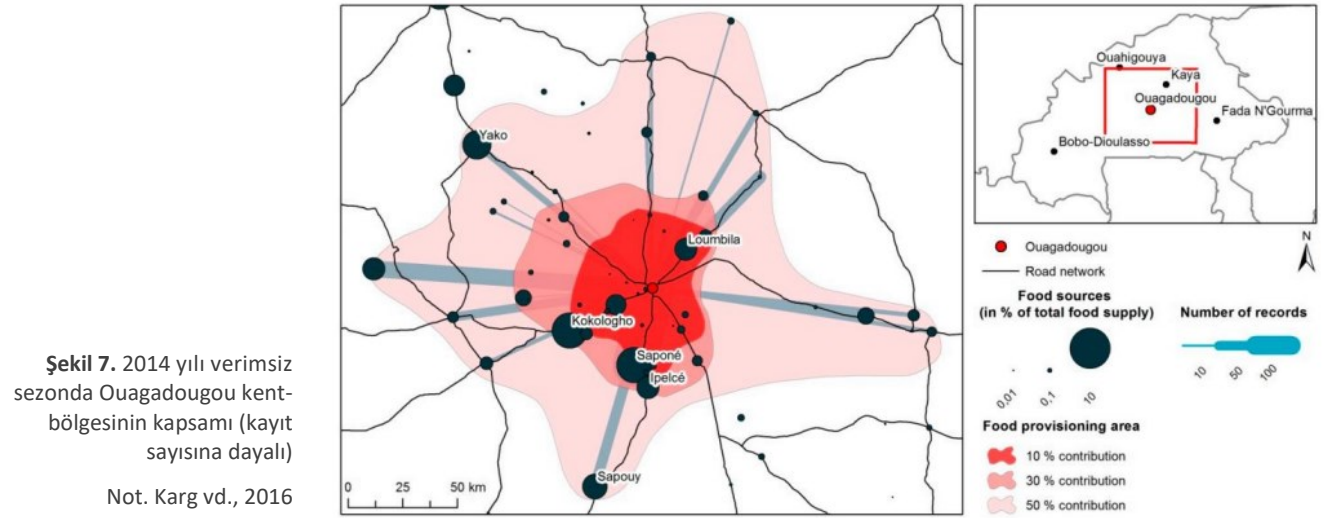 Şekil 7. 2014 yılı verimsiz
sezonda Ouagadougou kent-
bölgesinin kapsamı (kayıt
sayısına dayalı)
Not. Karg vd., 2016
Yako
Loumbila
Kokologho
Saponé
Ipelcé
Sapouy
0 25 50 km
Ouahigouya
Kaya
Ouagadougou
Fada N'Gourma
Bobo-Dioulasso
N
Ouagadougou
Road network
Food sources
(in % of total food supply)
0,01 0,1 10
Number of records
10 50 100
Food provisioning area
10 % contribution
30 % contribution
50 % contribution